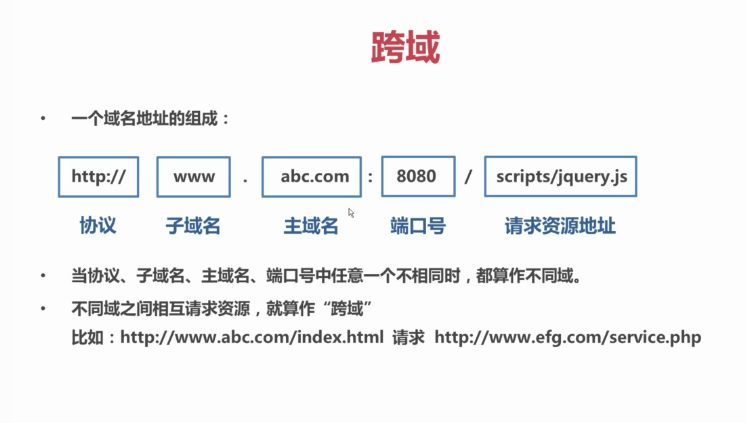 跨域
• 一个域名地址的组成：
http:// www . abc.com : 8080 / scripts/jquery.js
协议 子域名 主域名 端口号 请求资源地址
• 当协议、子域名、主域名、端口号中任意一个不相同时，都算作不同域。
• 不同域之间相互请求资源，就算作“跨域”
比如：http://www.abc.com/index.html 请求 http://www.efg.com/service.php